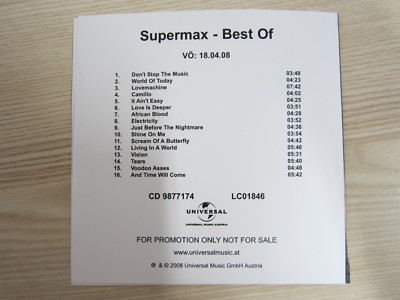 Supermax - Best Of
VÖ: 18.04.08
1. Don't Stop The Music 03:48
2. World Of Today 04:23
3. Lovemachine 07:42
4. Camillo 04:02
5. It Ain't Easy 04:25
6. Love Is Deeper 03:51
7. African Blood 04:28
8. Electricity 03:52
9. Just Before The Nightmare 04:36
10. Shine On Me 03:54
11. Scream Of A Butterfly 04:42
12. Living In A World 05:46
13. Vision 05:31
14. Tears 05:40
15. Voodoo Asses 04:48
16. And Time Will Come 05:42
CD 9877174 LC01846
UNIVERSAL
UNIVERSAL MUSIC AUSTRIA
FOR PROMOTION ONLY NOT FOR SALE
www.universalmusic.at
℗ & © 2008 Universal Music GmbH Austria